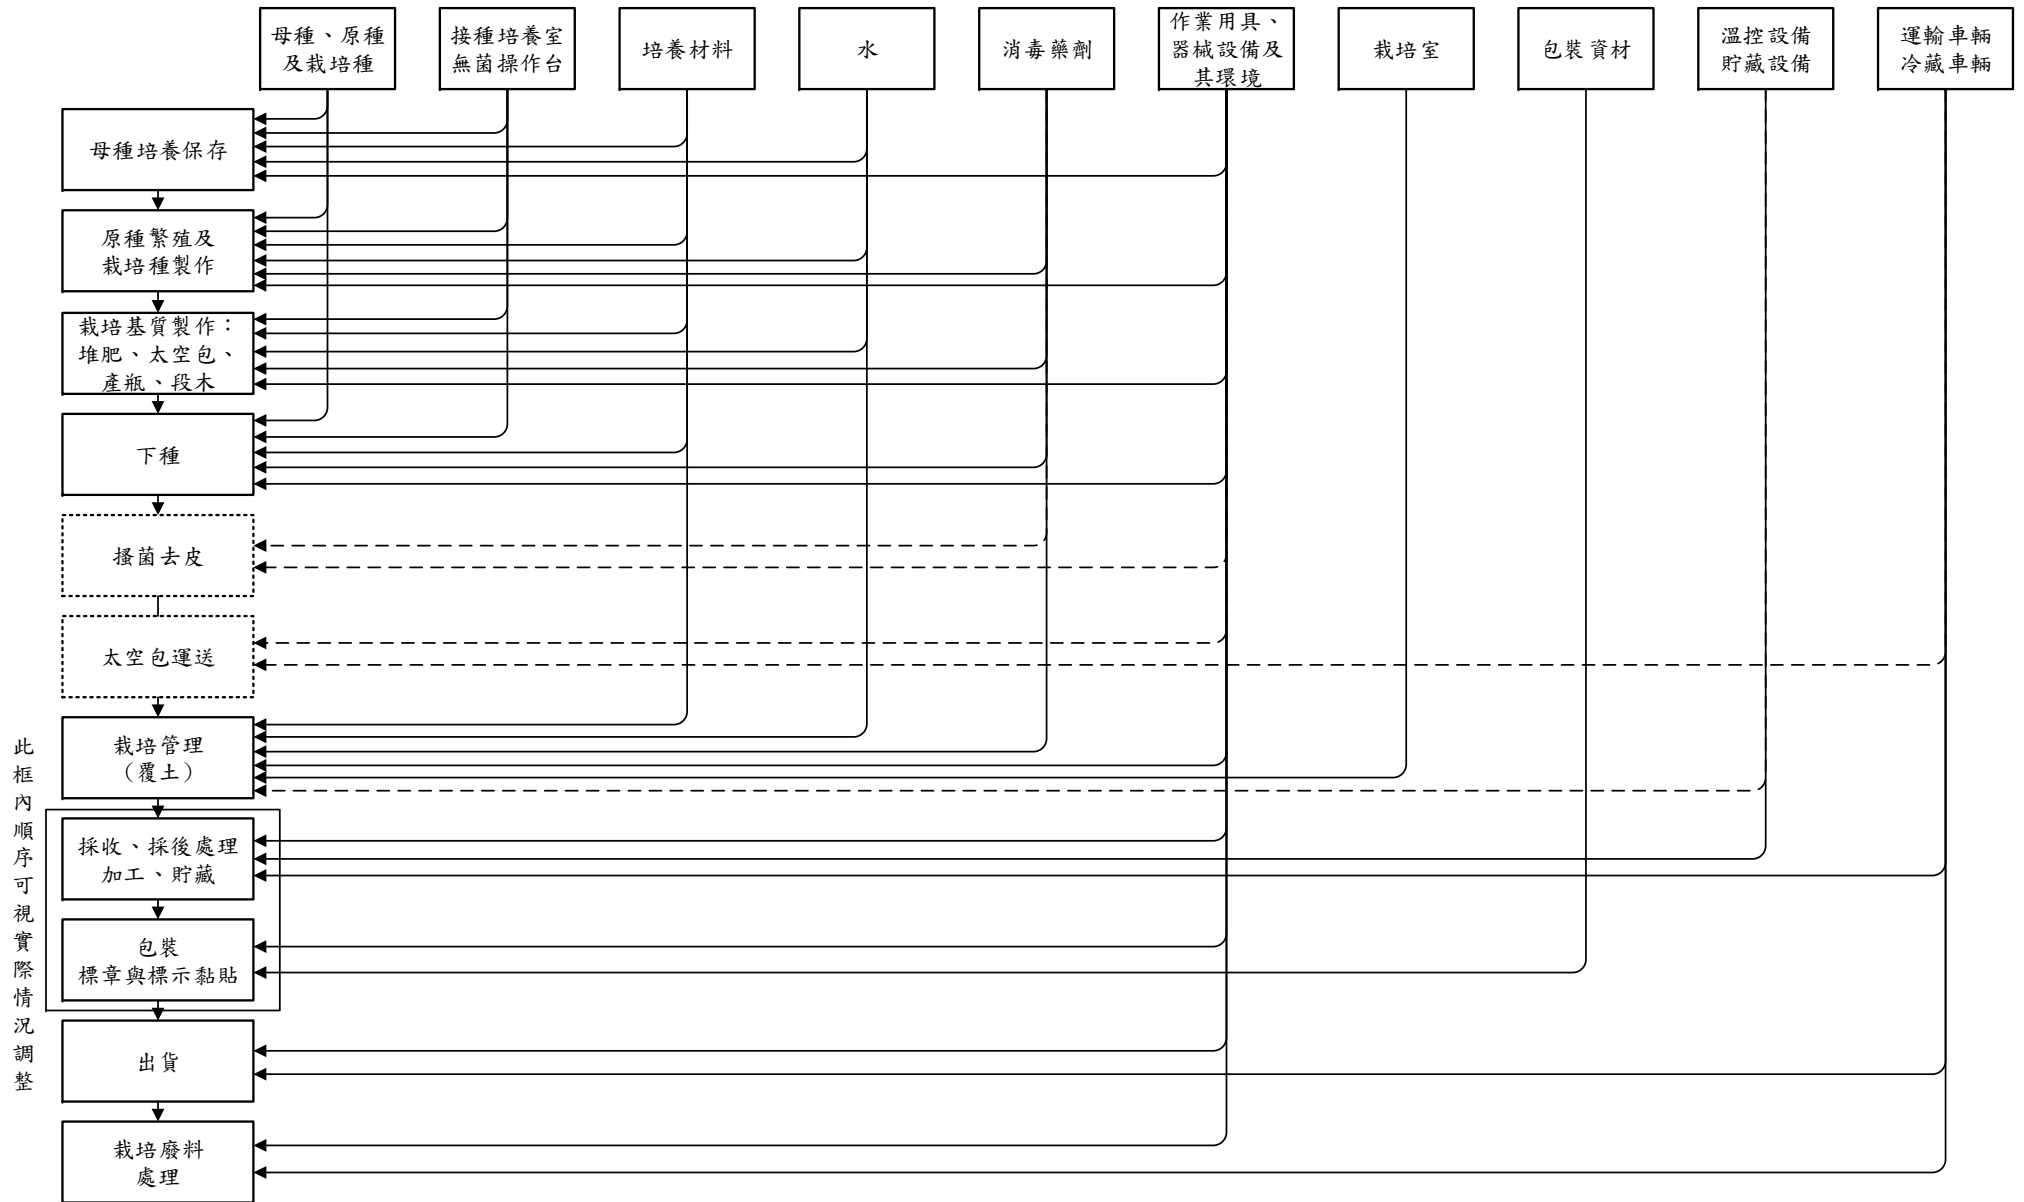 母種、原種
及栽培種
接種培養室
無菌操作台
培養材料
水
消毒藥劑
作業用具、
器械設備及
其環境
栽培室
包裝資材
溫控設備
貯藏設備
運輸車輛
冷藏車輛
母種培養保存
原種繁殖及
栽培種製作
栽培基質製作：
堆肥、太空包、
產瓶、段木
下種
搔菌去皮
太空包運送
栽培管理
（覆土）
此框內順序可視實際情況調整
採收、採後處理
加工、貯藏
包裝
標章與標示黏貼
出貨
栽培廢料
處理